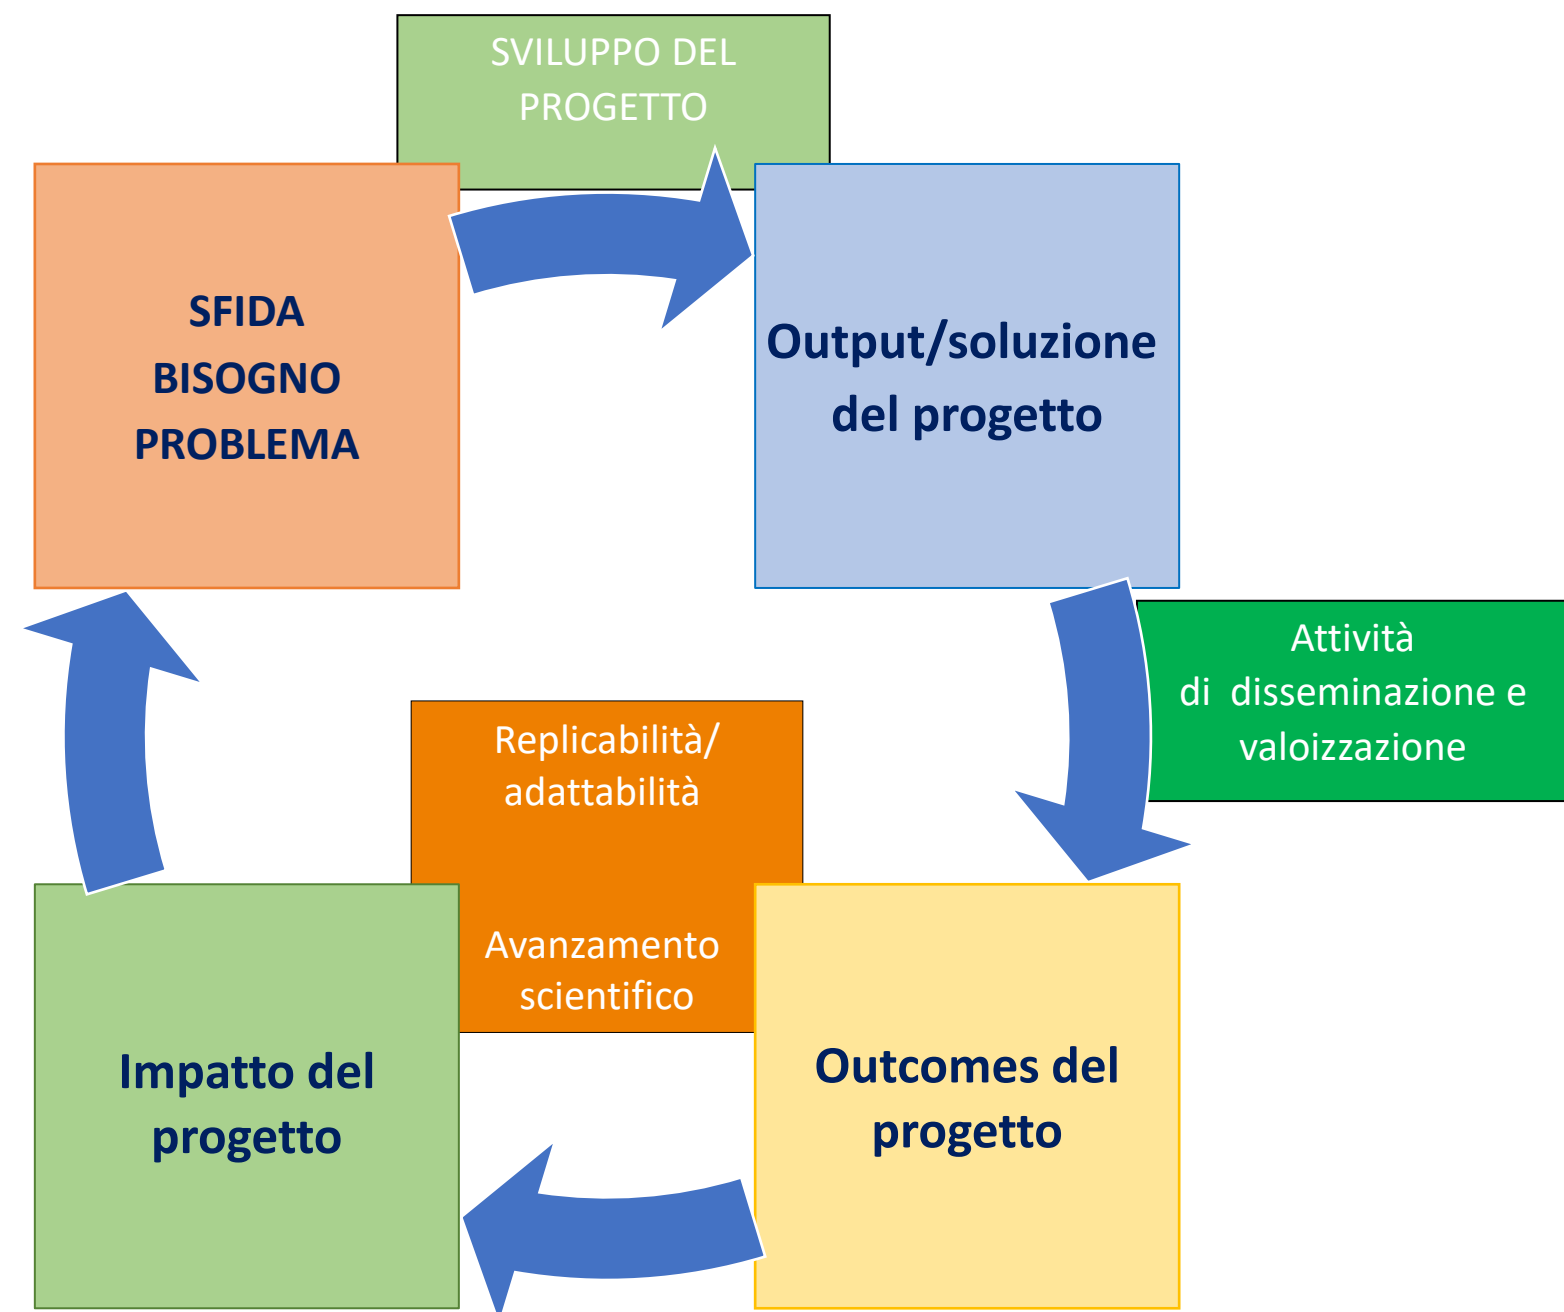 SVILUPPO DEL
PROGETTO
SFIDA
BISOGNO
PROBLEMA
Output/soluzione
del progetto
Attività
di disseminazione e
valoizzazione
Replicabilità/
adattabilità
Avanzamento
scientifico
Impatto del
progetto
Outcomes del
progetto